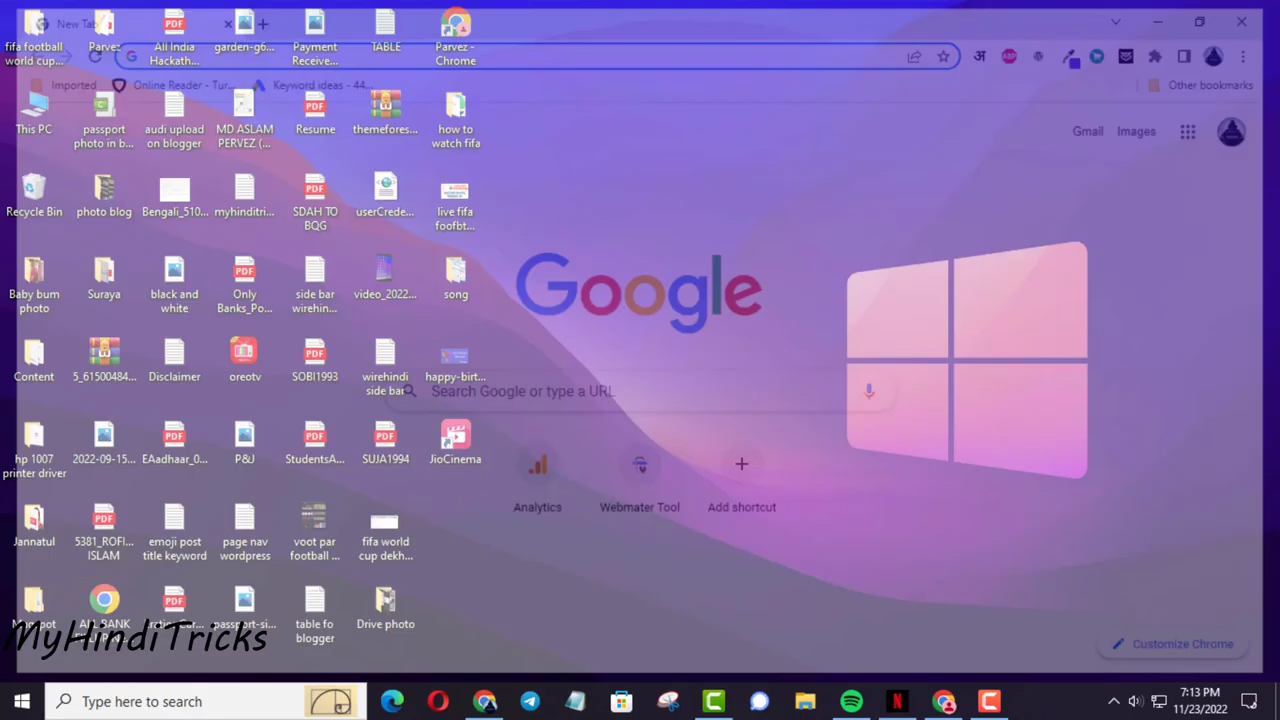 New Tab
Imported
Online Reader - Tur...
Keyword ideas - 44...
Other bookmarks
Gmail
Images
Google
Search Google or type a URL
Analytics
Webmater Tool
Add shortcut
Customize Chrome
fifa football
world cup...
Parvez
All India
Hackath...
garden-g6...
Payment
Receive...
TABLE
Parvez -
Chrome
This PC
passport
photo in b...
audi upload
on blogger
MD ASLAM
PERVEZ (...
Resume
themefores...
how to
watch fifa
Recycle Bin
photo blog
Bengali_510...
myhinditri...
SDAH TO
BQG
userCrede...
live fifa
foofbt...
Baby bum
photo
Suraya
black and
white
Only
Banks_Po...
side bar
wirehin...
video_2022...
song
Content
5_61500484...
Disclaimer
oreotv
SOBI1993
wirehindi
side bar
happy-birt...
hp 1007
printer driver
2022-09-15...
EAadhaar_0...
P&J
StudentsA...
SUJA1994
JioCinema
Jannatul
5381_ROFI...
ISLAM
emoji post
title keyword
page nav
wordpress
voot par
football ...
fifa world
cup dekh...
ALL BANK
passport-si...
table fo
blogger
Drive photo
MyHindiTricks
Type here to search
7:13 PM
11/23/2022